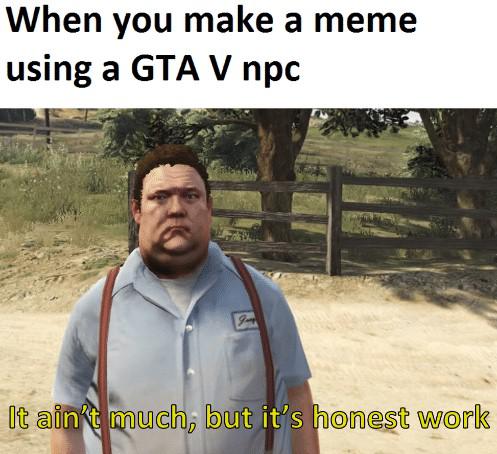 When you make a meme
using a GTA V npc
It ain't much, but it's honest work